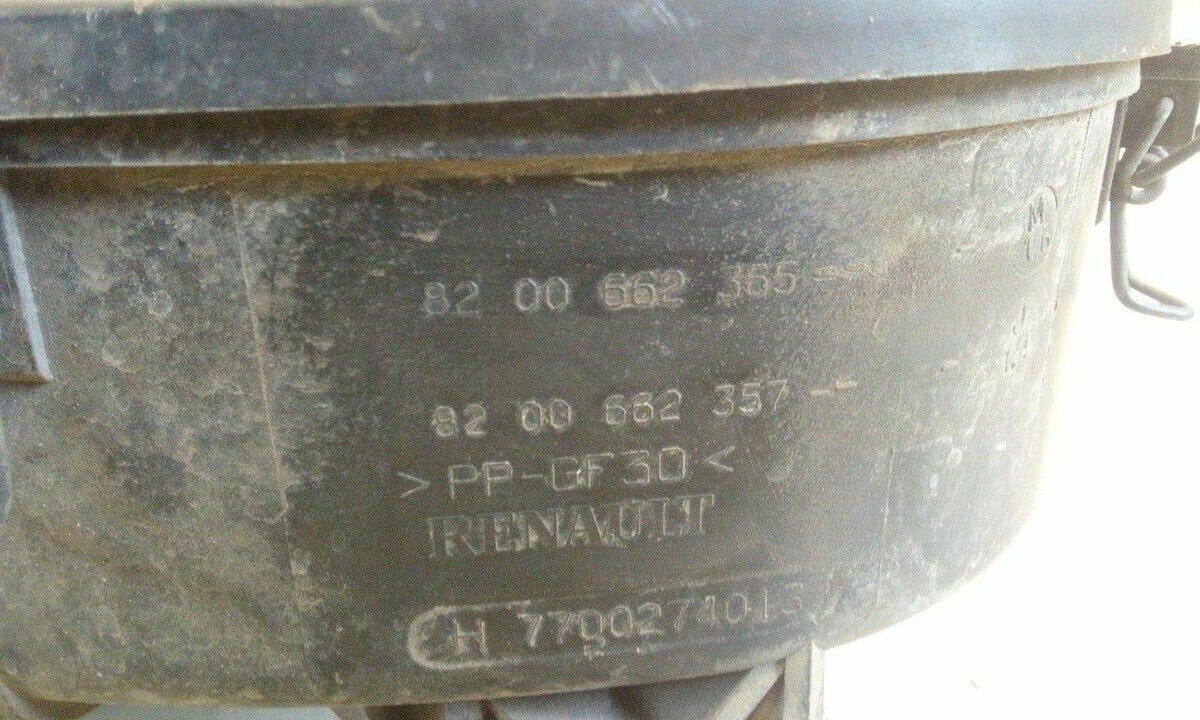 82 00 662 365 --
82 00 662 357 --
>PP-GF30<
RENAULT
H 7700274013
M